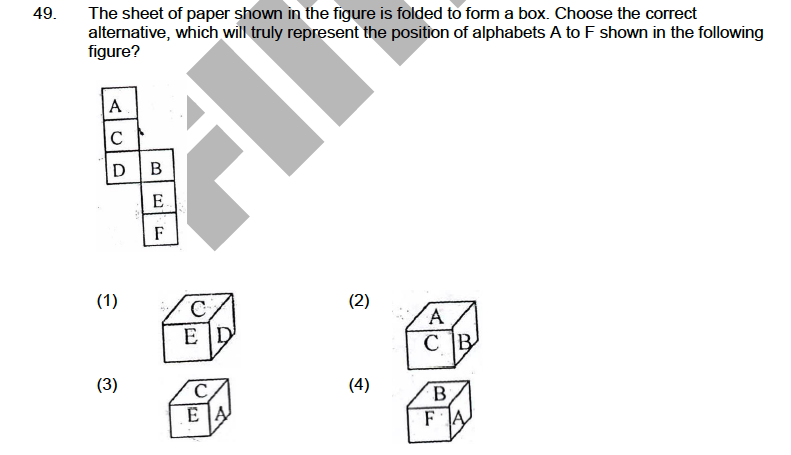 49. The sheet of paper shown in the figure is folded to form a box. Choose the correct
alternative, which will truly represent the position of alphabets A to F shown in the following
figure?
A
C
D B
E
F
(1) C E D
(2) A C B
(3) C E A
(4) B F A